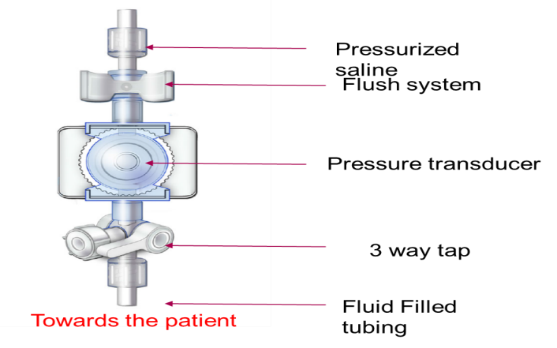 Pressurized
saline
Flush system
Pressure transducer
3 way tap
Fluid Filled
tubing
Towards the patient